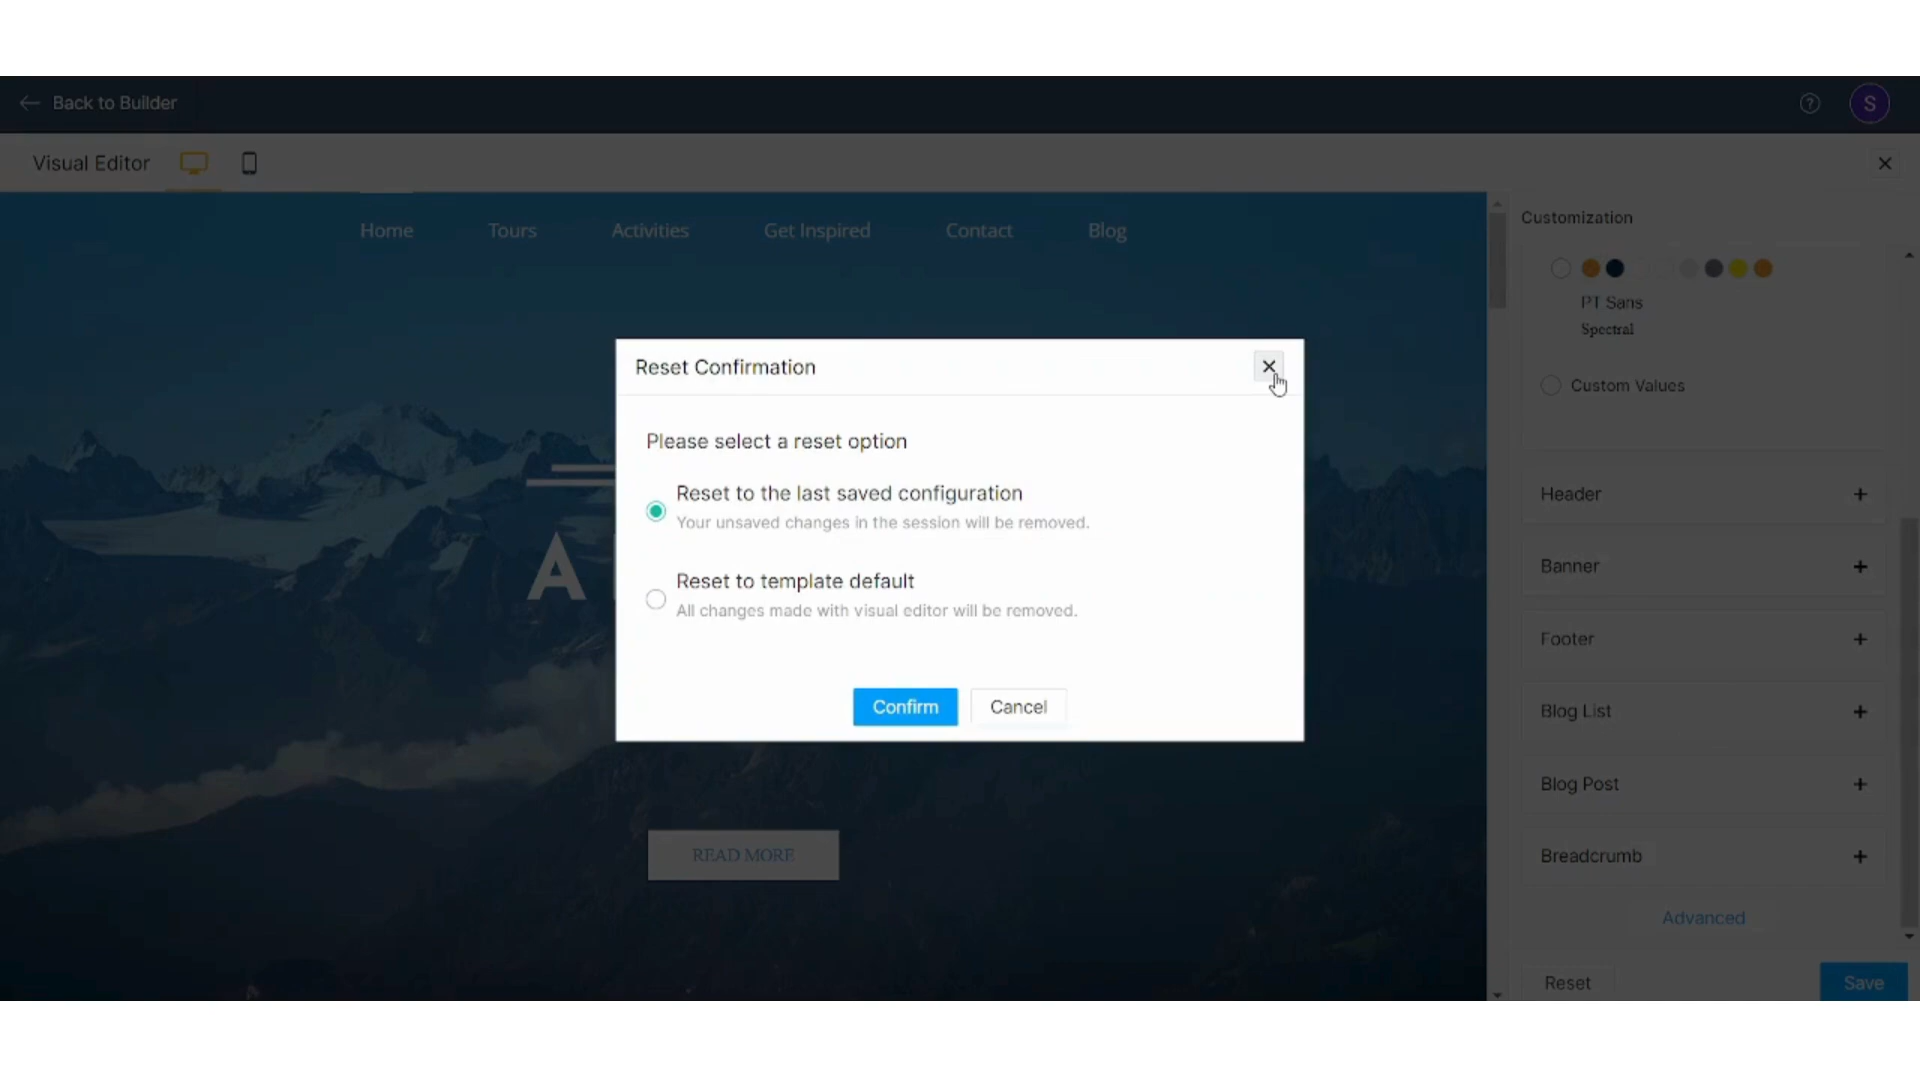 Back to Builder
?
S
Visual Editor
Home
Tours
Activities
Get Inspired
Contact
Blog
Customization
PT Sans
Spectral
Custom Values
Reset Confirmation
Please select a reset option
Reset to the last saved configuration
Your unsaved changes in the session will be removed.
Reset to template default
All changes made with visual editor will be removed.
Confirm
Cancel
A
READ MORE
Header
Banner
Footer
Blog List
Blog Post
Breadcrumb
Advanced
Reset
Save